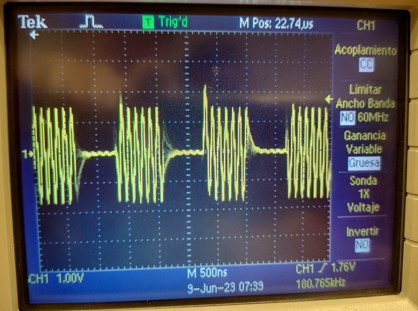 Tek T Trig'd M Pos: 22.74µs CH1
Acoplamiento
CC
Limitar
Ancho Banda
NO 60MHz
Ganancia
Variable
Gruesa
Sonda
1X
Voltaje
Invertir
NO
1
CH1 1.00V M 500ns CH1 / 1.76V
9-Jun-23 07:39 180.765kHz